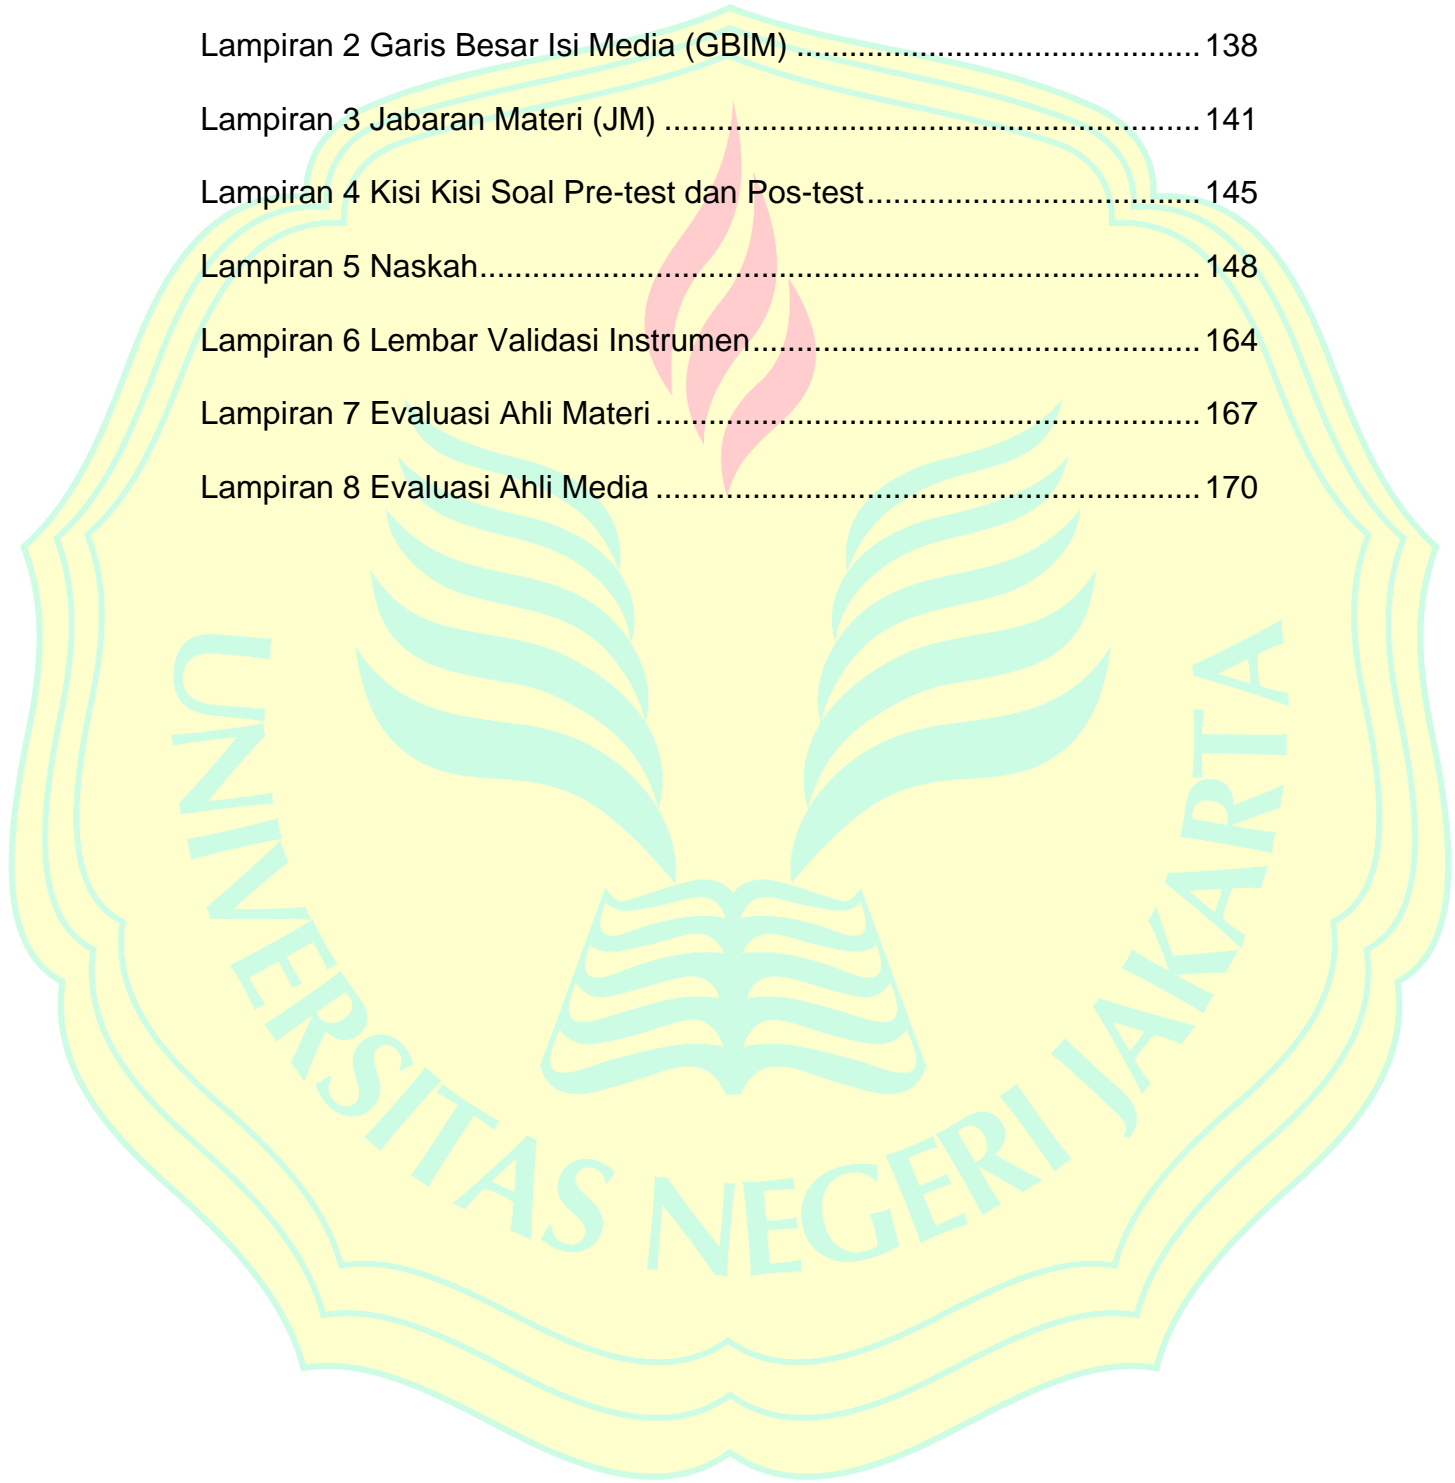 Lampiran 2 Garis Besar Isi Media (GBIM) .............................................. 138
Lampiran 3 Jabaran Materi (JM) ............................................................. 141
Lampiran 4 Kisi Kisi Soal Pre-test dan Pos-test...................................... 145
Lampiran 5 Naskah.................................................................................. 148
Lampiran 6 Lembar Validasi Instrumen................................................... 164
Lampiran 7 Evaluasi Ahli Materi .............................................................. 167
Lampiran 8 Evaluasi Ahli Media .............................................................. 170
UNIVERSITAS NEGERI JAKARTA